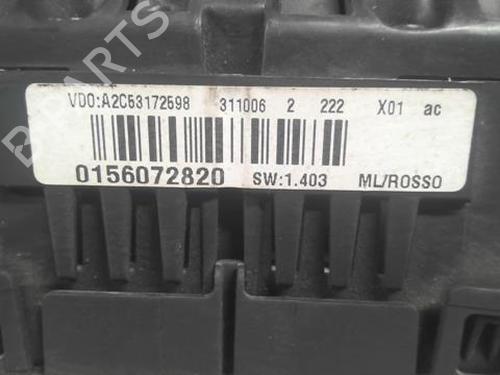 VDO:A2C53172598 311006 2 222 X01 ac
0156072820 SW:1.403 ML/ROSSO